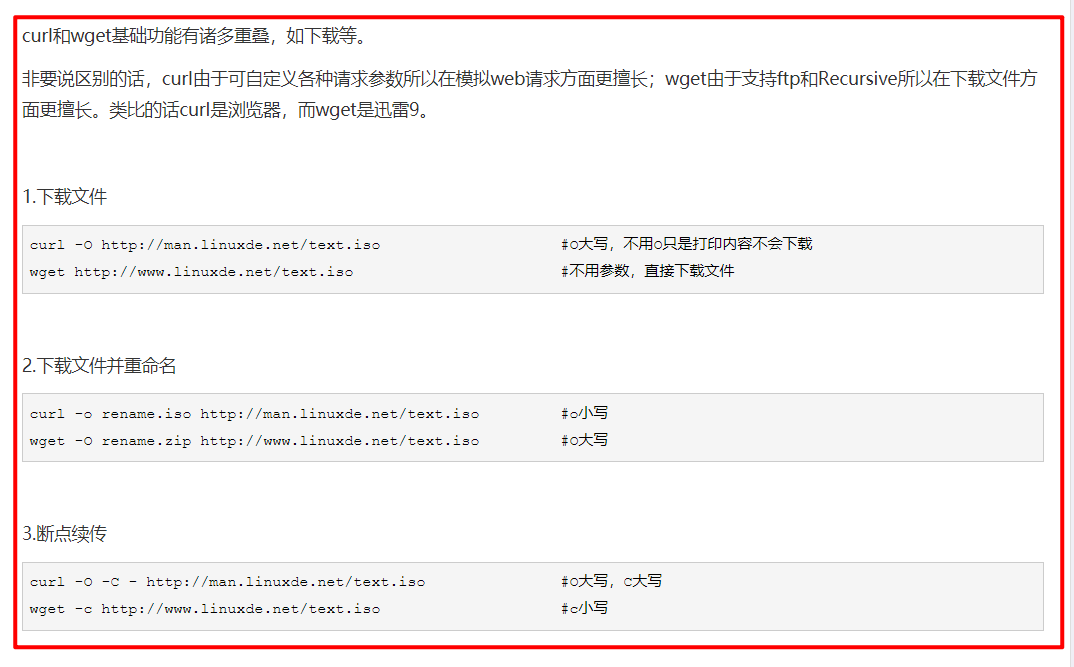 curl和wget基础功能有诸多重叠，如下载等。
非要说区别的话，curl由于可自定义各种请求参数所以在模拟web请求方面更擅长；wget由于支持ftp和Recursive所以在下载文件方
面更擅长。类比的话curl是浏览器，而wget是迅雷9。
1.下载文件
curl -O http://man.linuxde.net/text.iso #O大写，不用O只是打印内容不会下载
wget http://www.linuxde.net/text.iso #不用参数，直接下载文件
2.下载文件并重命名
curl -o rename.iso http://man.linuxde.net/text.iso #o小写
wget -O rename.zip http://www.linuxde.net/text.iso #O大写
3.断点续传
curl -O -C - http://man.linuxde.net/text.iso #O大写，C大写
wget -c http://www.linuxde.net/text.iso #c小写